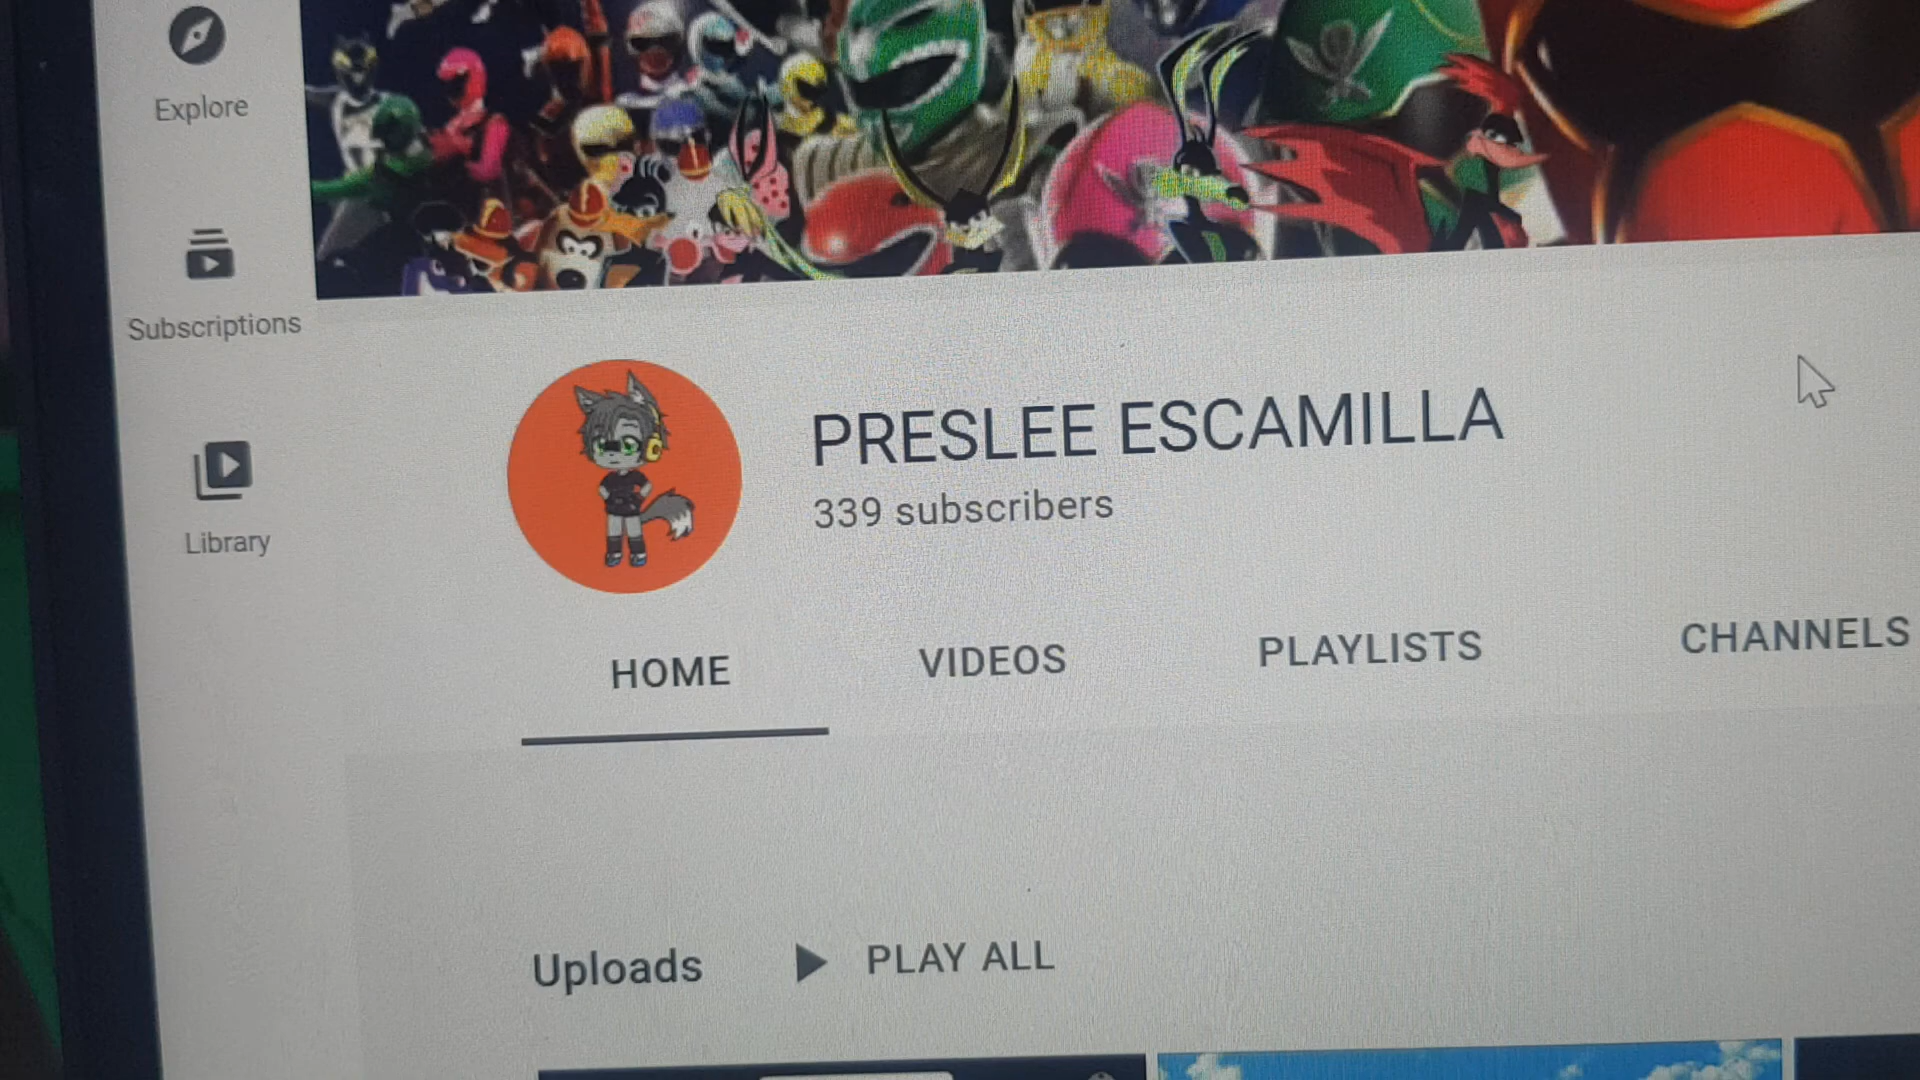 Explore
Subscriptions
Library
PRESLEE ESCAMILLA
339 subscribers
HOME
VIDEOS
PLAYLISTS
CHANNELS
Uploads
PLAY ALL